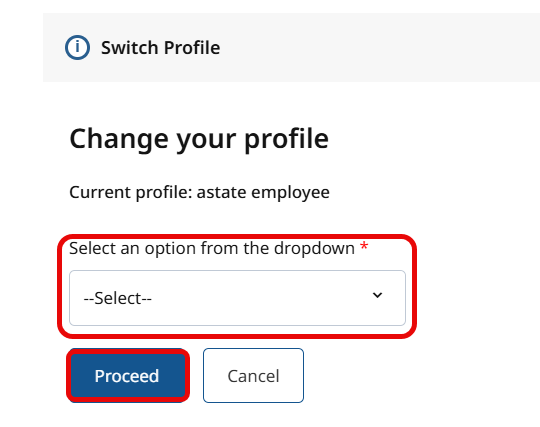 i Switch Profile
Change your profile
Current profile: astate employee
Select an option from the dropdown *
--Select--
Proceed Cancel